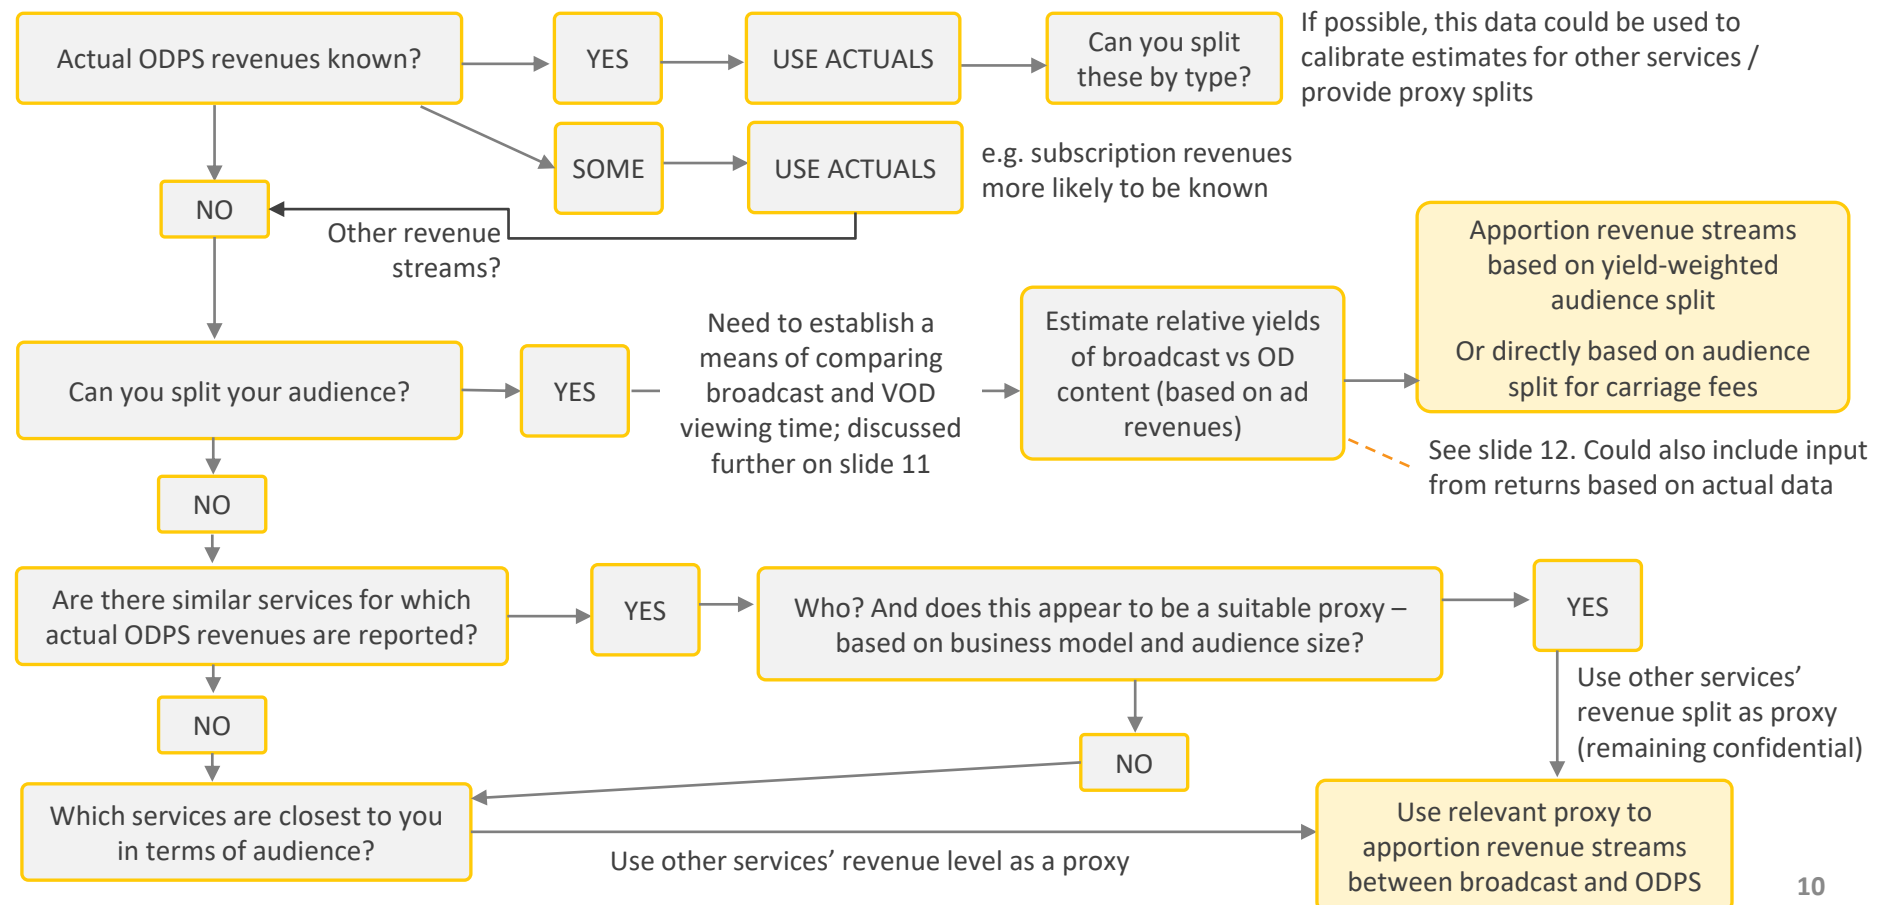 Actual ODPS revenues known?
YES
USE ACTUALS
Can you split
these by type?
If possible, this data could be used to
calibrate estimates for other services /
provide proxy splits
SOME
USE ACTUALS
e.g. subscription revenues
more likely to be known
NO
Other revenue
streams?
Can you split your audience?
YES
Need to establish a
means of comparing
broadcast and VOD
viewing time; discussed
further on slide 11
Estimate relative yields
of broadcast vs OD
content (based on ad
revenues)
Apportion revenue streams
based on yield-weighted
audience split
Or directly based on audience
split for carriage fees
See slide 12. Could also include input
from returns based on actual data
NO
Are there similar services for which
actual ODPS revenues are reported?
YES
Who? And does this appear to be a suitable proxy –
based on business model and audience size?
YES
Use other services’
revenue split as proxy
(remaining confidential)
NO
NO
Which services are closest to you
in terms of audience?
Use other services’ revenue level as a proxy
Use relevant proxy to
apportion revenue streams
between broadcast and ODPS
10